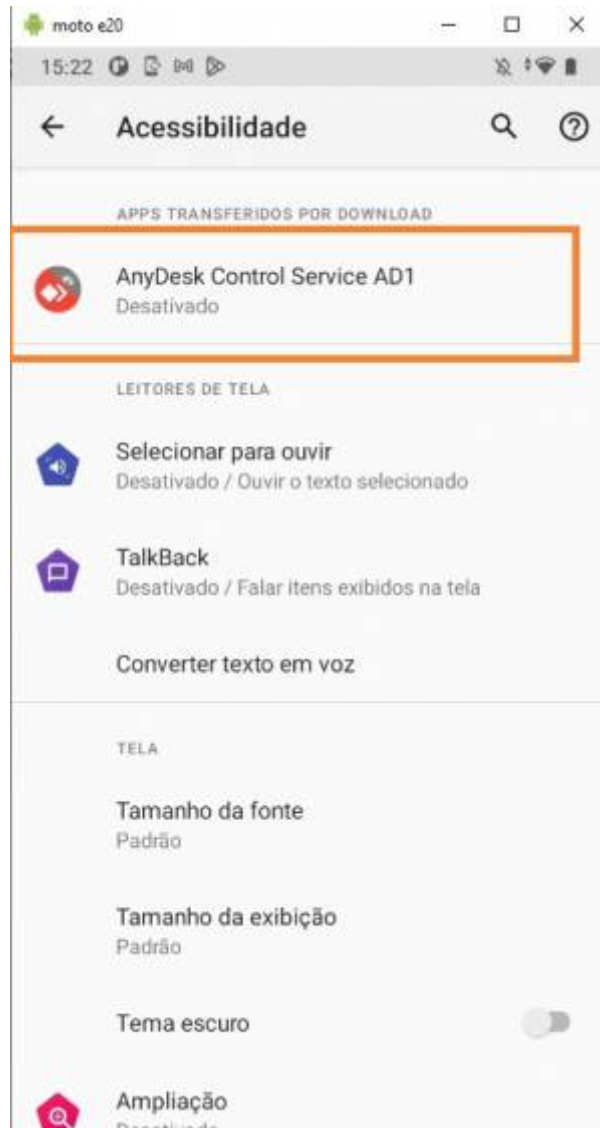 moto e20
15:22
Acessibilidade
APPS TRANSFERIDOS POR DOWNLOAD
AnyDesk Control Service AD1
Desativado
LEITORES DE TELA
Selecionar para ouvir
Desativado / Ouvir o texto selecionado
TalkBack
Desativado / Falar itens exibidos na tela
Converter texto em voz
TELA
Tamanho da fonte
Padrão
Tamanho da exibição
Padrão
Tema escuro
Ampliação